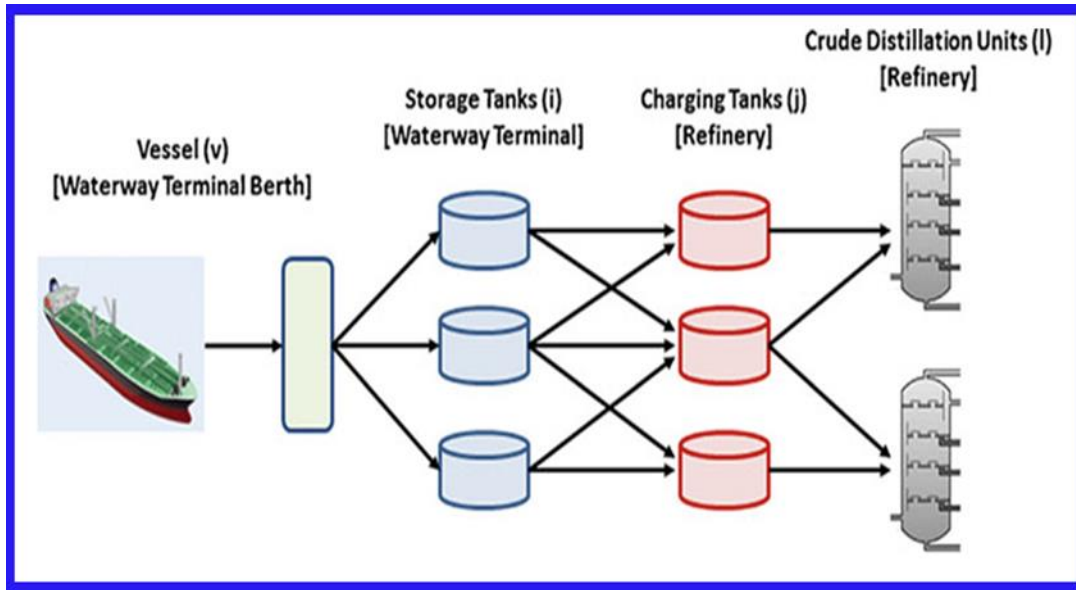 Vessel (v)
[Waterway Terminal Berth]
Storage Tanks (i)
[Waterway Terminal]
Charging Tanks (j)
[Refinery]
Crude Distillation Units (l)
[Refinery]